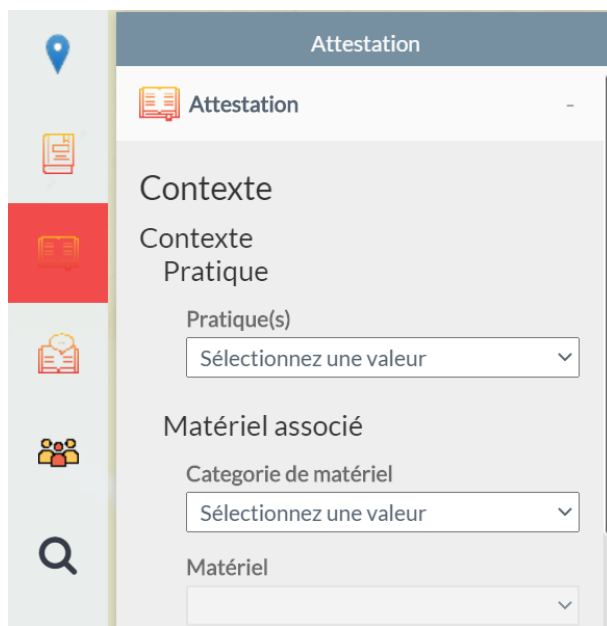 Attestation
Attestation -
Contexte
Contexte
Pratique
Pratique(s)
Sélectionnez une valeur
Matériel associé
Categorie de matériel
Sélectionnez une valeur
Matériel